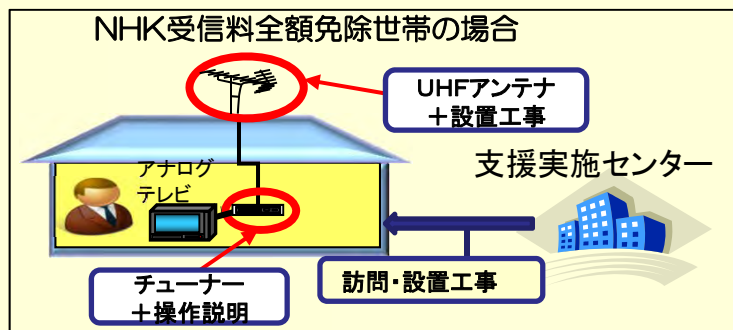 NHK受信料全額免除世帯の場合
UHFアンテナ
＋設置工事
アナログ
テレビ
支援実施センター
チューナー
＋操作説明
訪問・設置工事